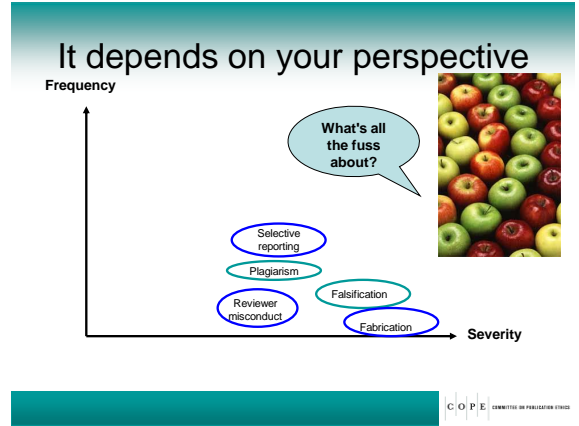 It depends on your perspective
Frequency
What's all
the fuss
about?
Selective
reporting
Plagiarism
Reviewer
misconduct
Falsification
Fabrication
Severity
C O P E COMMITTEE ON PUBLICATION ETHICS